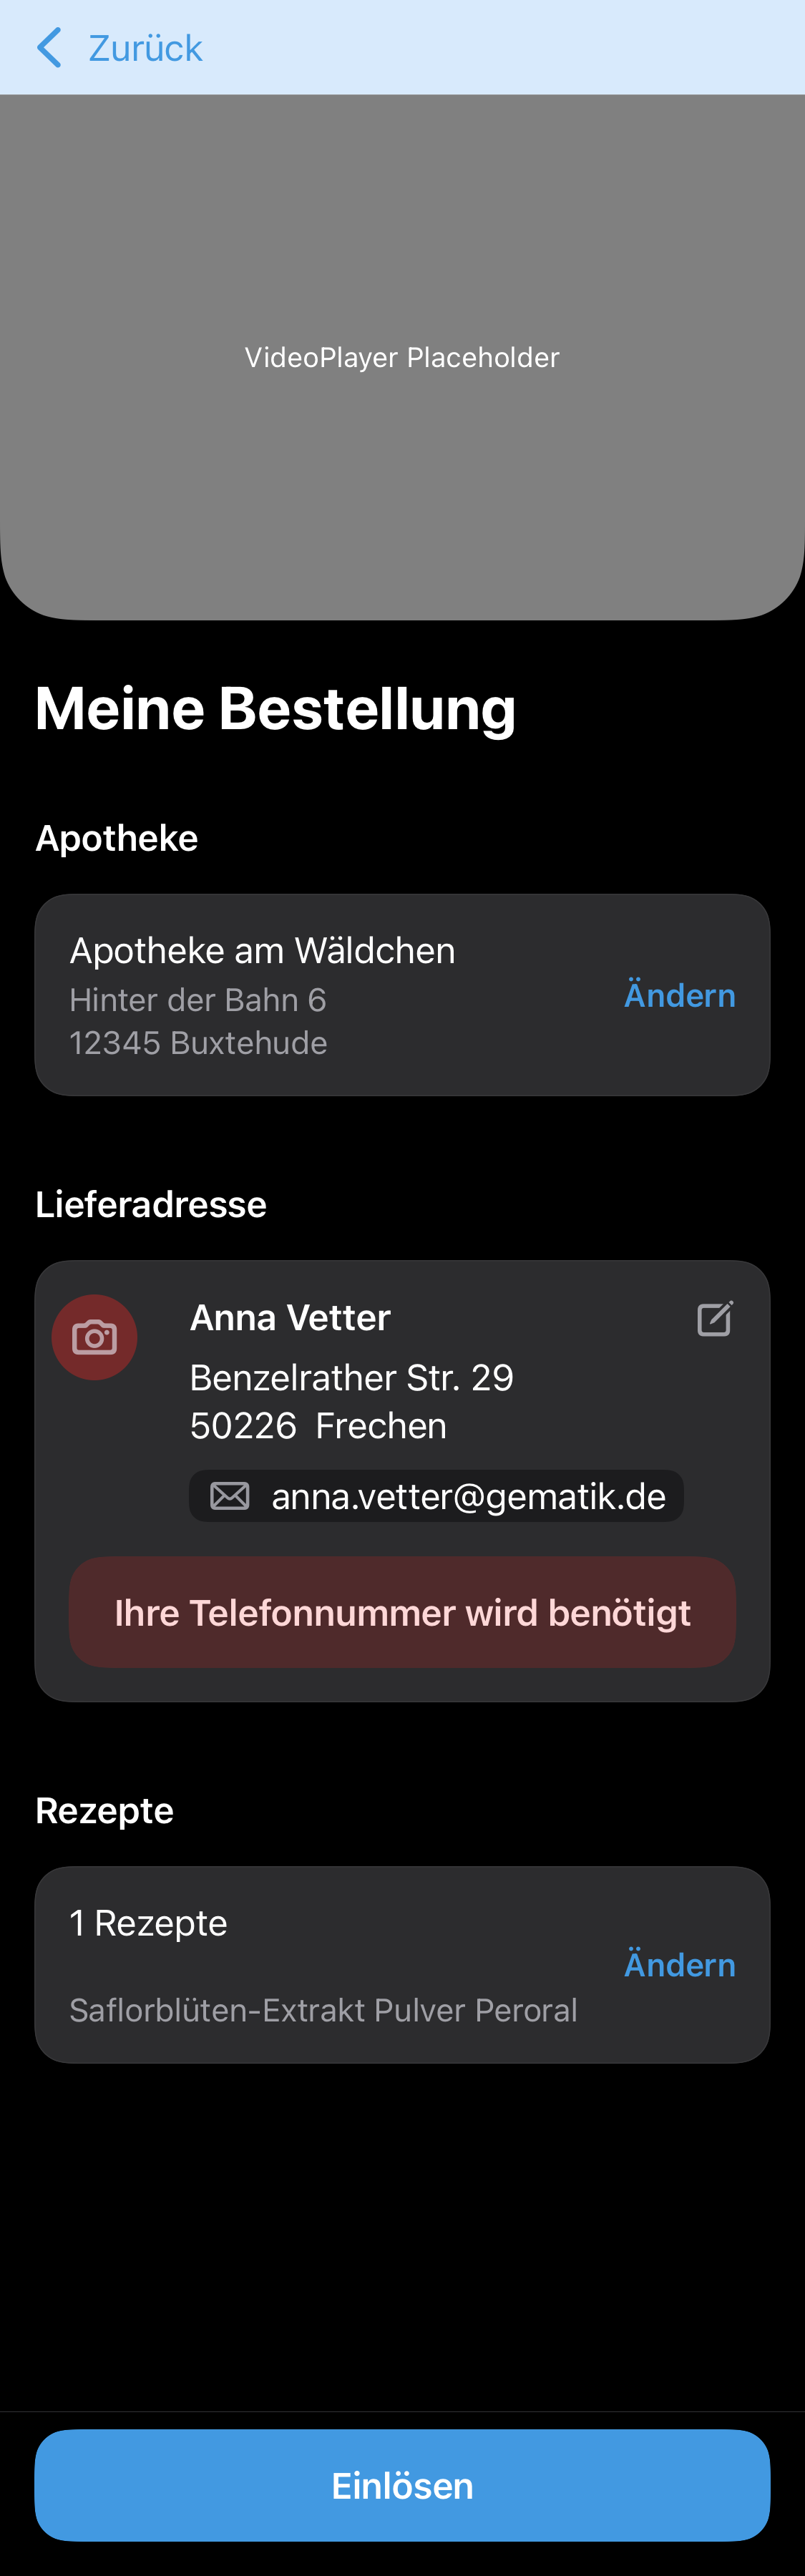 Zurück
VideoPlayer Placeholder
Meine Bestellung
Apotheke
Apotheke am Wäldchen
Hinter der Bahn 6
12345 Buxtehude
Ändern
Lieferadresse
Anna Vetter
Benzelrather Str. 29
50226 Frechen
anna.vetter@gematik.de
Ihre Telefonnummer wird benötigt
Rezepte
1 Rezepte
Ändern
Saflorblüten-Extrakt Pulver Peroral
Einlösen